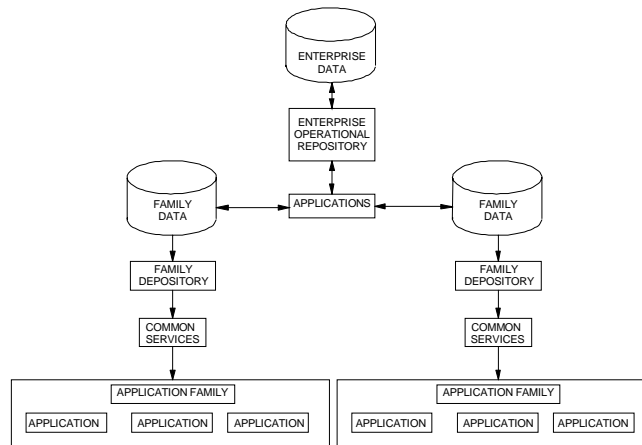 ENTERPRISE
DATA
ENTERPRISE
OPERATIONAL
REPOSITORY
FAMILY
DATA
APPLICATIONS
FAMILY
DATA
FAMILY
DEPOSITORY
FAMILY
DEPOSITORY
COMMON
SERVICES
COMMON
SERVICES
APPLICATION FAMILY
APPLICATION
APPLICATION
APPLICATION
APPLICATION FAMILY
APPLICATION
APPLICATION
APPLICATION